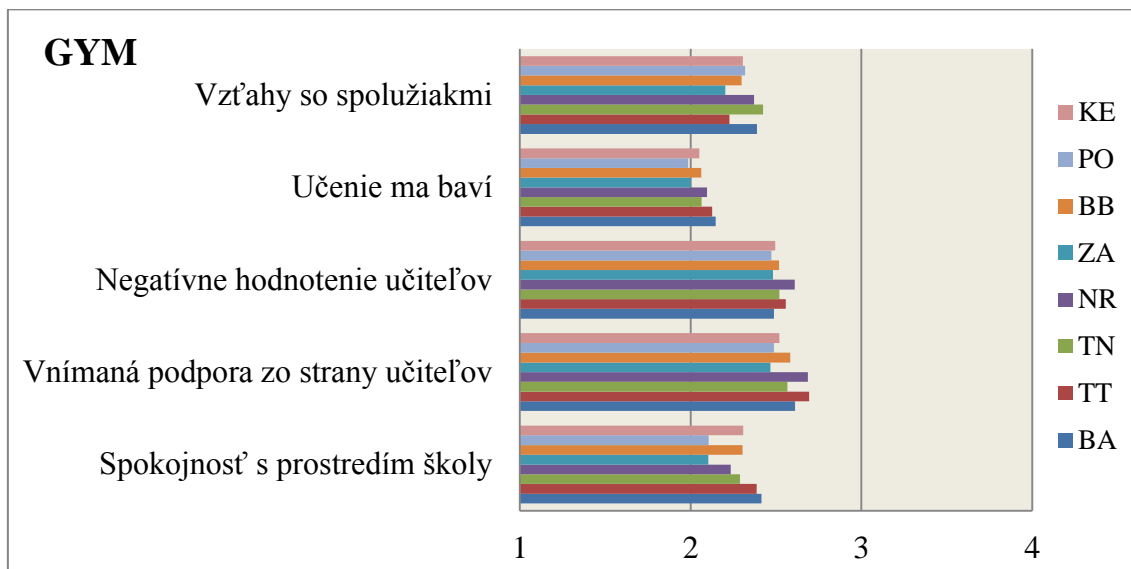 GYM
Vzťahy so spolužiakmi
Učenie ma baví
Negatívne hodnotenie učiteľov
Vnímaná podpora zo strany učiteľov
Spokojnosť s prostredím školy
1 2 3 4
KE
PO
BB
ZA
NR
TN
TT
BA